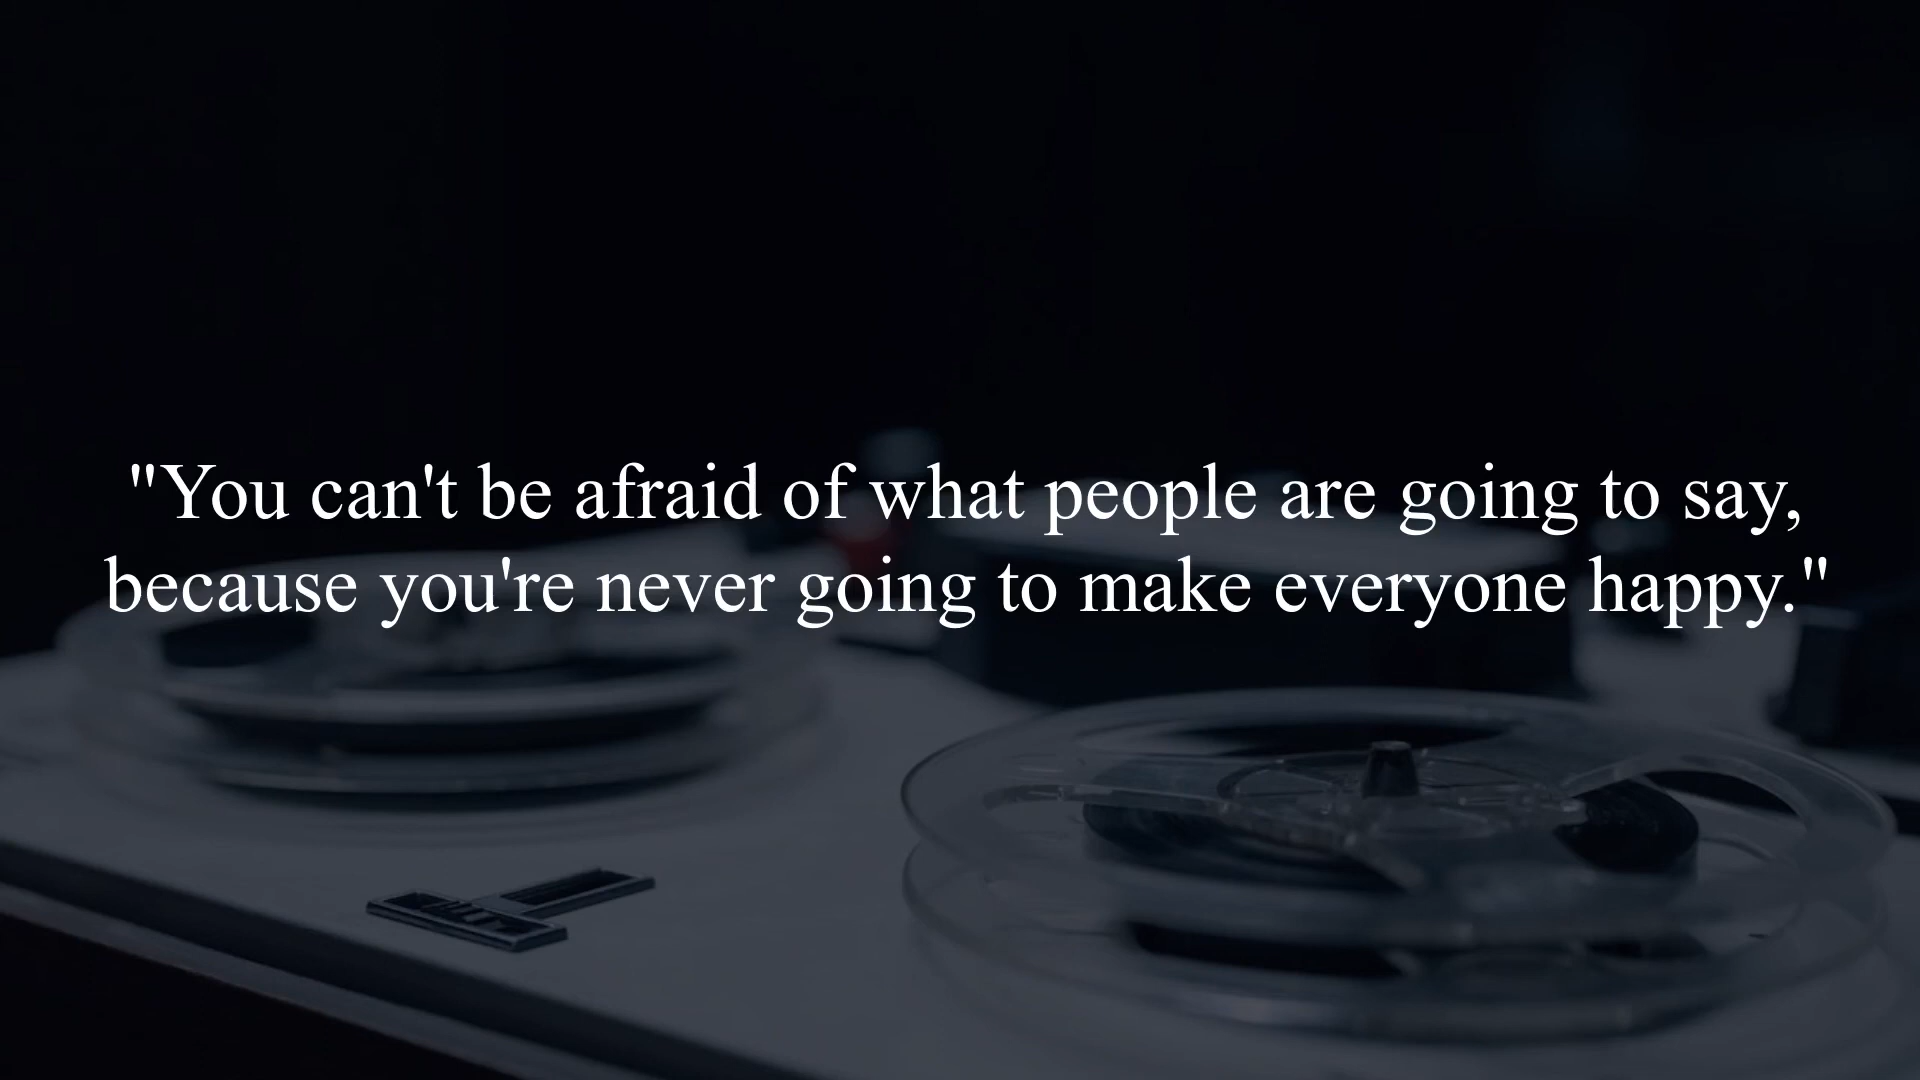 "You can't be afraid of what people are going to say,
because you're never going to make everyone happy."